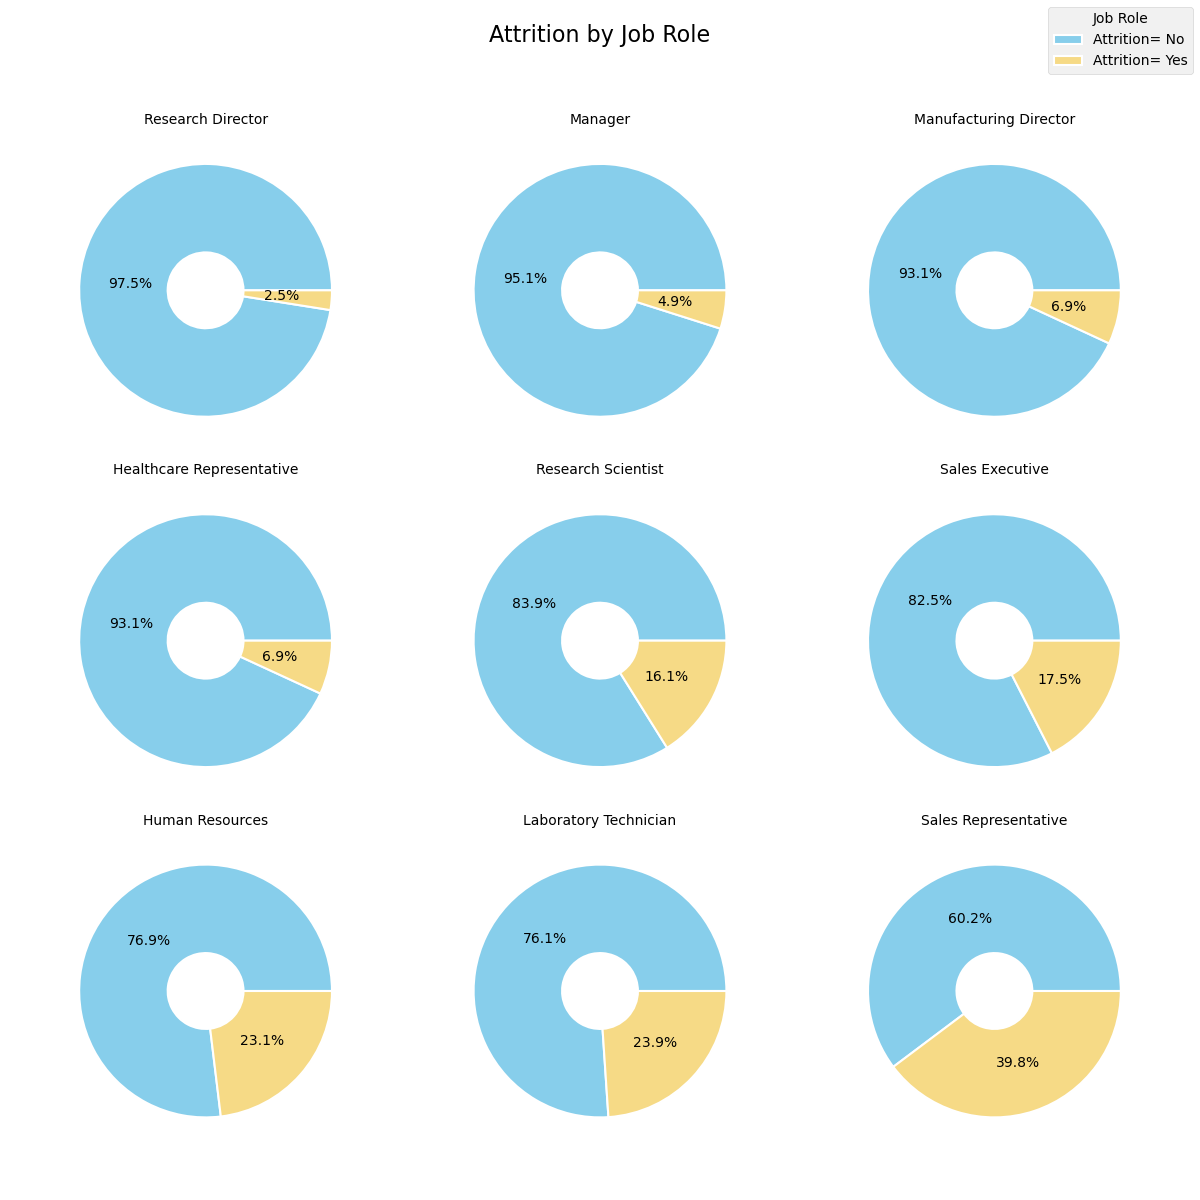 Attrition by Job Role
Job Role
Attrition= No
Attrition= Yes
Research Director
97.5%
2.5%
Manager
95.1%
4.9%
Manufacturing Director
93.1%
6.9%
Healthcare Representative
93.1%
6.9%
Research Scientist
83.9%
16.1%
Sales Executive
82.5%
17.5%
Human Resources
76.9%
23.1%
Laboratory Technician
76.1%
23.9%
Sales Representative
60.2%
39.8%